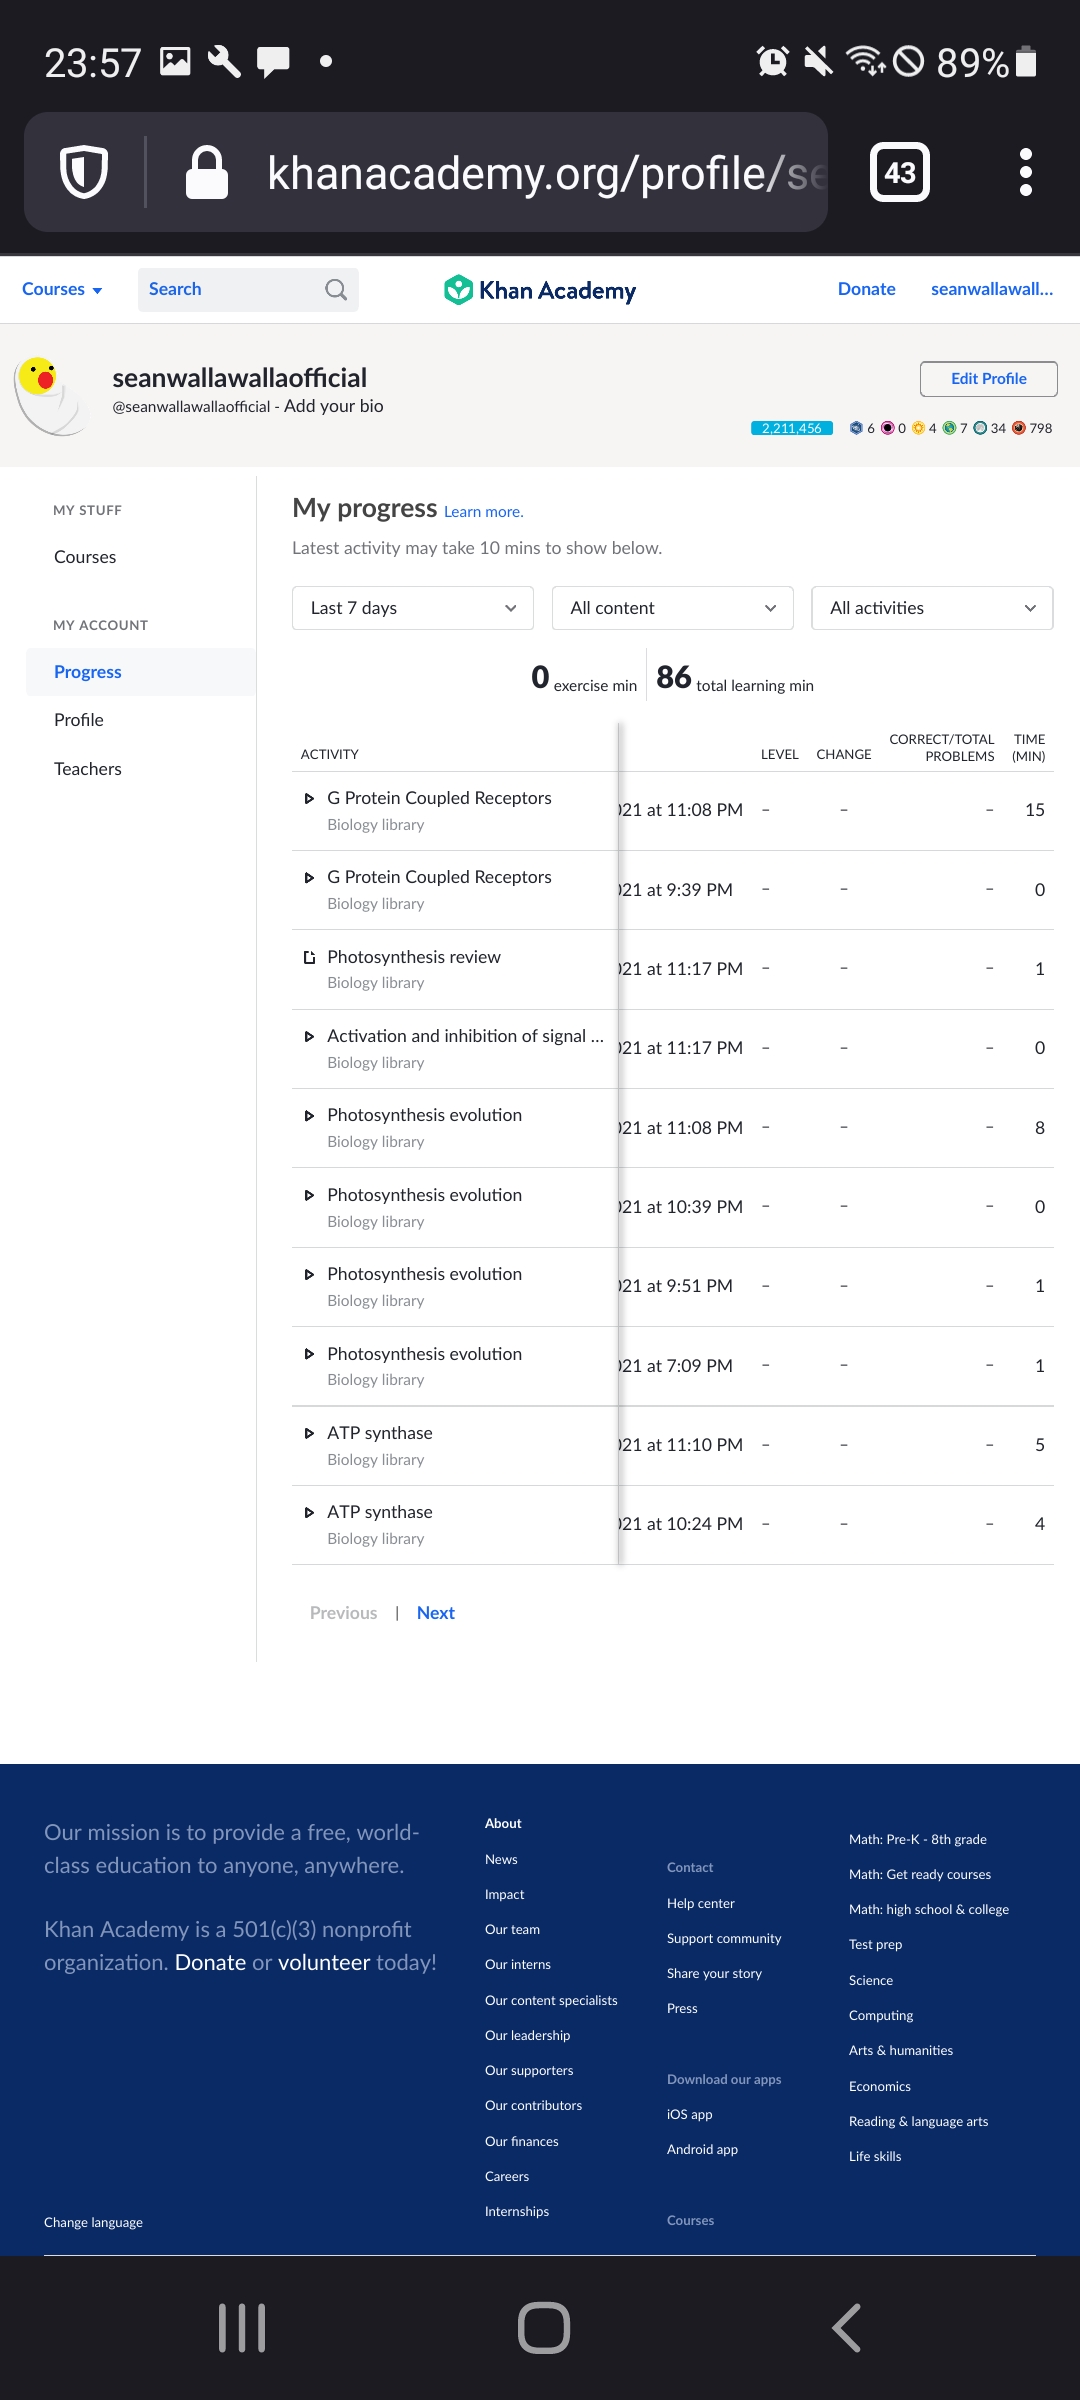 23:57
89%
khanacademy.org/profile/se
43
Courses
Search
Khan Academy
Donate
seanwallawall...
seanwallawallaofficial
@seanwallawallaofficial - Add your bio
Edit Profile
2,211,456 6 0 4 7 34 798
MY STUFF
Courses
MY ACCOUNT
Progress
Profile
Teachers
My progress Learn more.
Latest activity may take 10 mins to show below.
Last 7 days
All content
All activities
0 exercise min
86 total learning min
ACTIVITY LEVEL CHANGE CORRECT/TOTAL PROBLEMS TIME (MIN)
G Protein Coupled Receptors
Biology library
021 at 11:08 PM – – – 15
G Protein Coupled Receptors
Biology library
021 at 9:39 PM – – – 0
Photosynthesis review
Biology library
021 at 11:17 PM – – – 1
Activation and inhibition of signal ...
Biology library
021 at 11:17 PM – – – 0
Photosynthesis evolution
Biology library
021 at 11:08 PM – – – 8
Photosynthesis evolution
Biology library
021 at 10:39 PM – – – 0
Photosynthesis evolution
Biology library
021 at 9:51 PM – – – 1
Photosynthesis evolution
Biology library
021 at 7:09 PM – – – 1
ATP synthase
Biology library
021 at 11:10 PM – – – 5
ATP synthase
Biology library
021 at 10:24 PM – – – 4
Previous | Next
Our mission is to provide a free, world-
class education to anyone, anywhere.
Khan Academy is a 501(c)(3) nonprofit
organization. Donate or volunteer today!
Change language
About
News
Impact
Our team
Our interns
Our content specialists
Our leadership
Our supporters
Our contributors
Our finances
Careers
Internships
Contact
Help center
Support community
Share your story
Press
Download our apps
iOS app
Android app
Courses
Math: Pre-K - 8th grade
Math: Get ready courses
Math: high school & college
Test prep
Science
Computing
Arts & humanities
Economics
Reading & language arts
Life skills